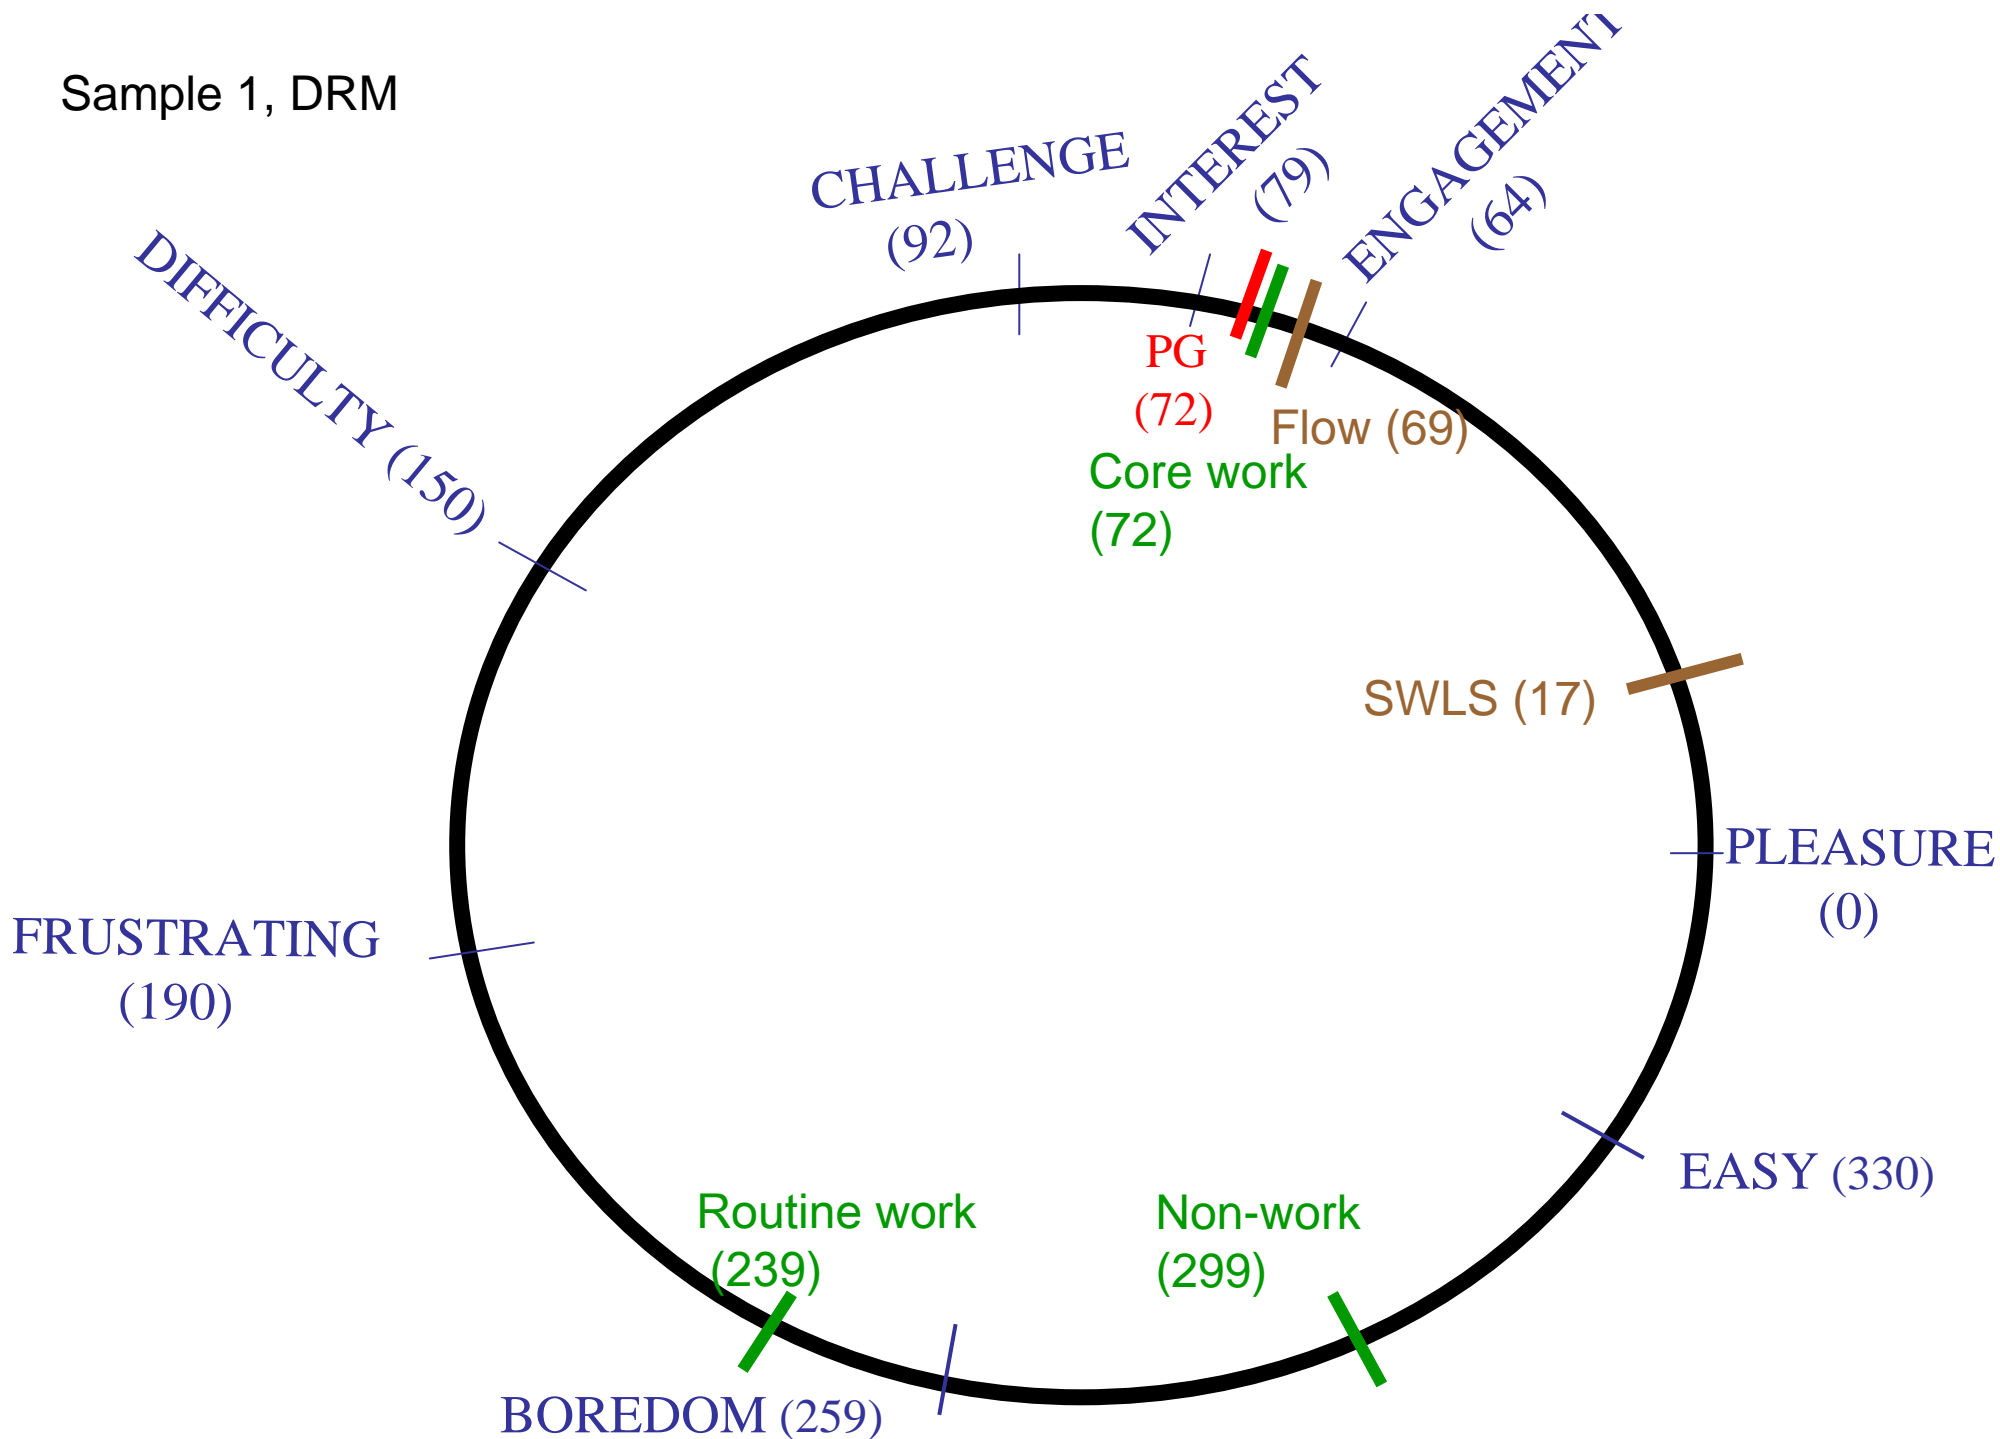 Sample 1, DRM
ENGAGEMENT
(64)
INTEREST
(79)
CHALLENGE
(92)
DIFFICULTY (150)
PG
(72)
Flow (69)
Core work
(72)
SWLS (17)
PLEASURE
(0)
FRUSTRATING
(190)
EASY (330)
Routine work
(239)
Non-work
(299)
BOREDOM (259)